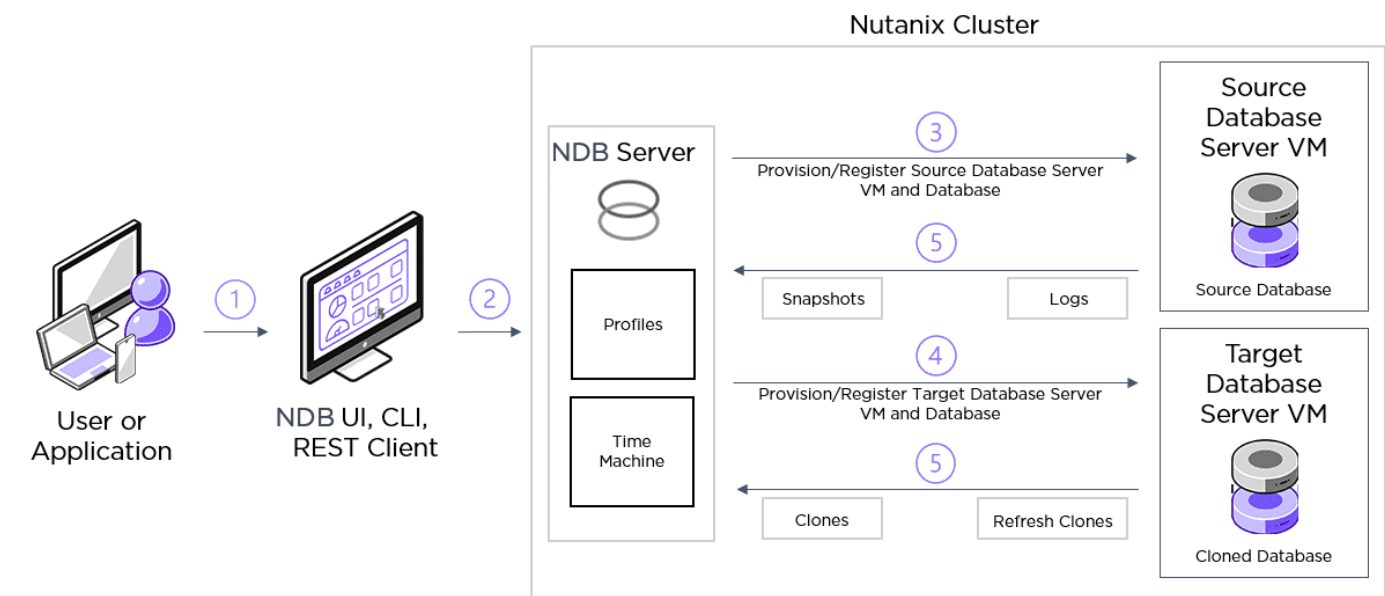 Nutanix Cluster
User or
Application
1
NDB UI, CLI,
REST Client
2
NDB Server
Profiles
Time
Machine
3
Provision/Register Source Database Server
VM and Database
5
Snapshots
Logs
4
Provision/Register Target Database Server
VM and Database
5
Clones
Refresh Clones
Source
Database
Server VM
Source Database
Target
Database
Server VM
Cloned Database